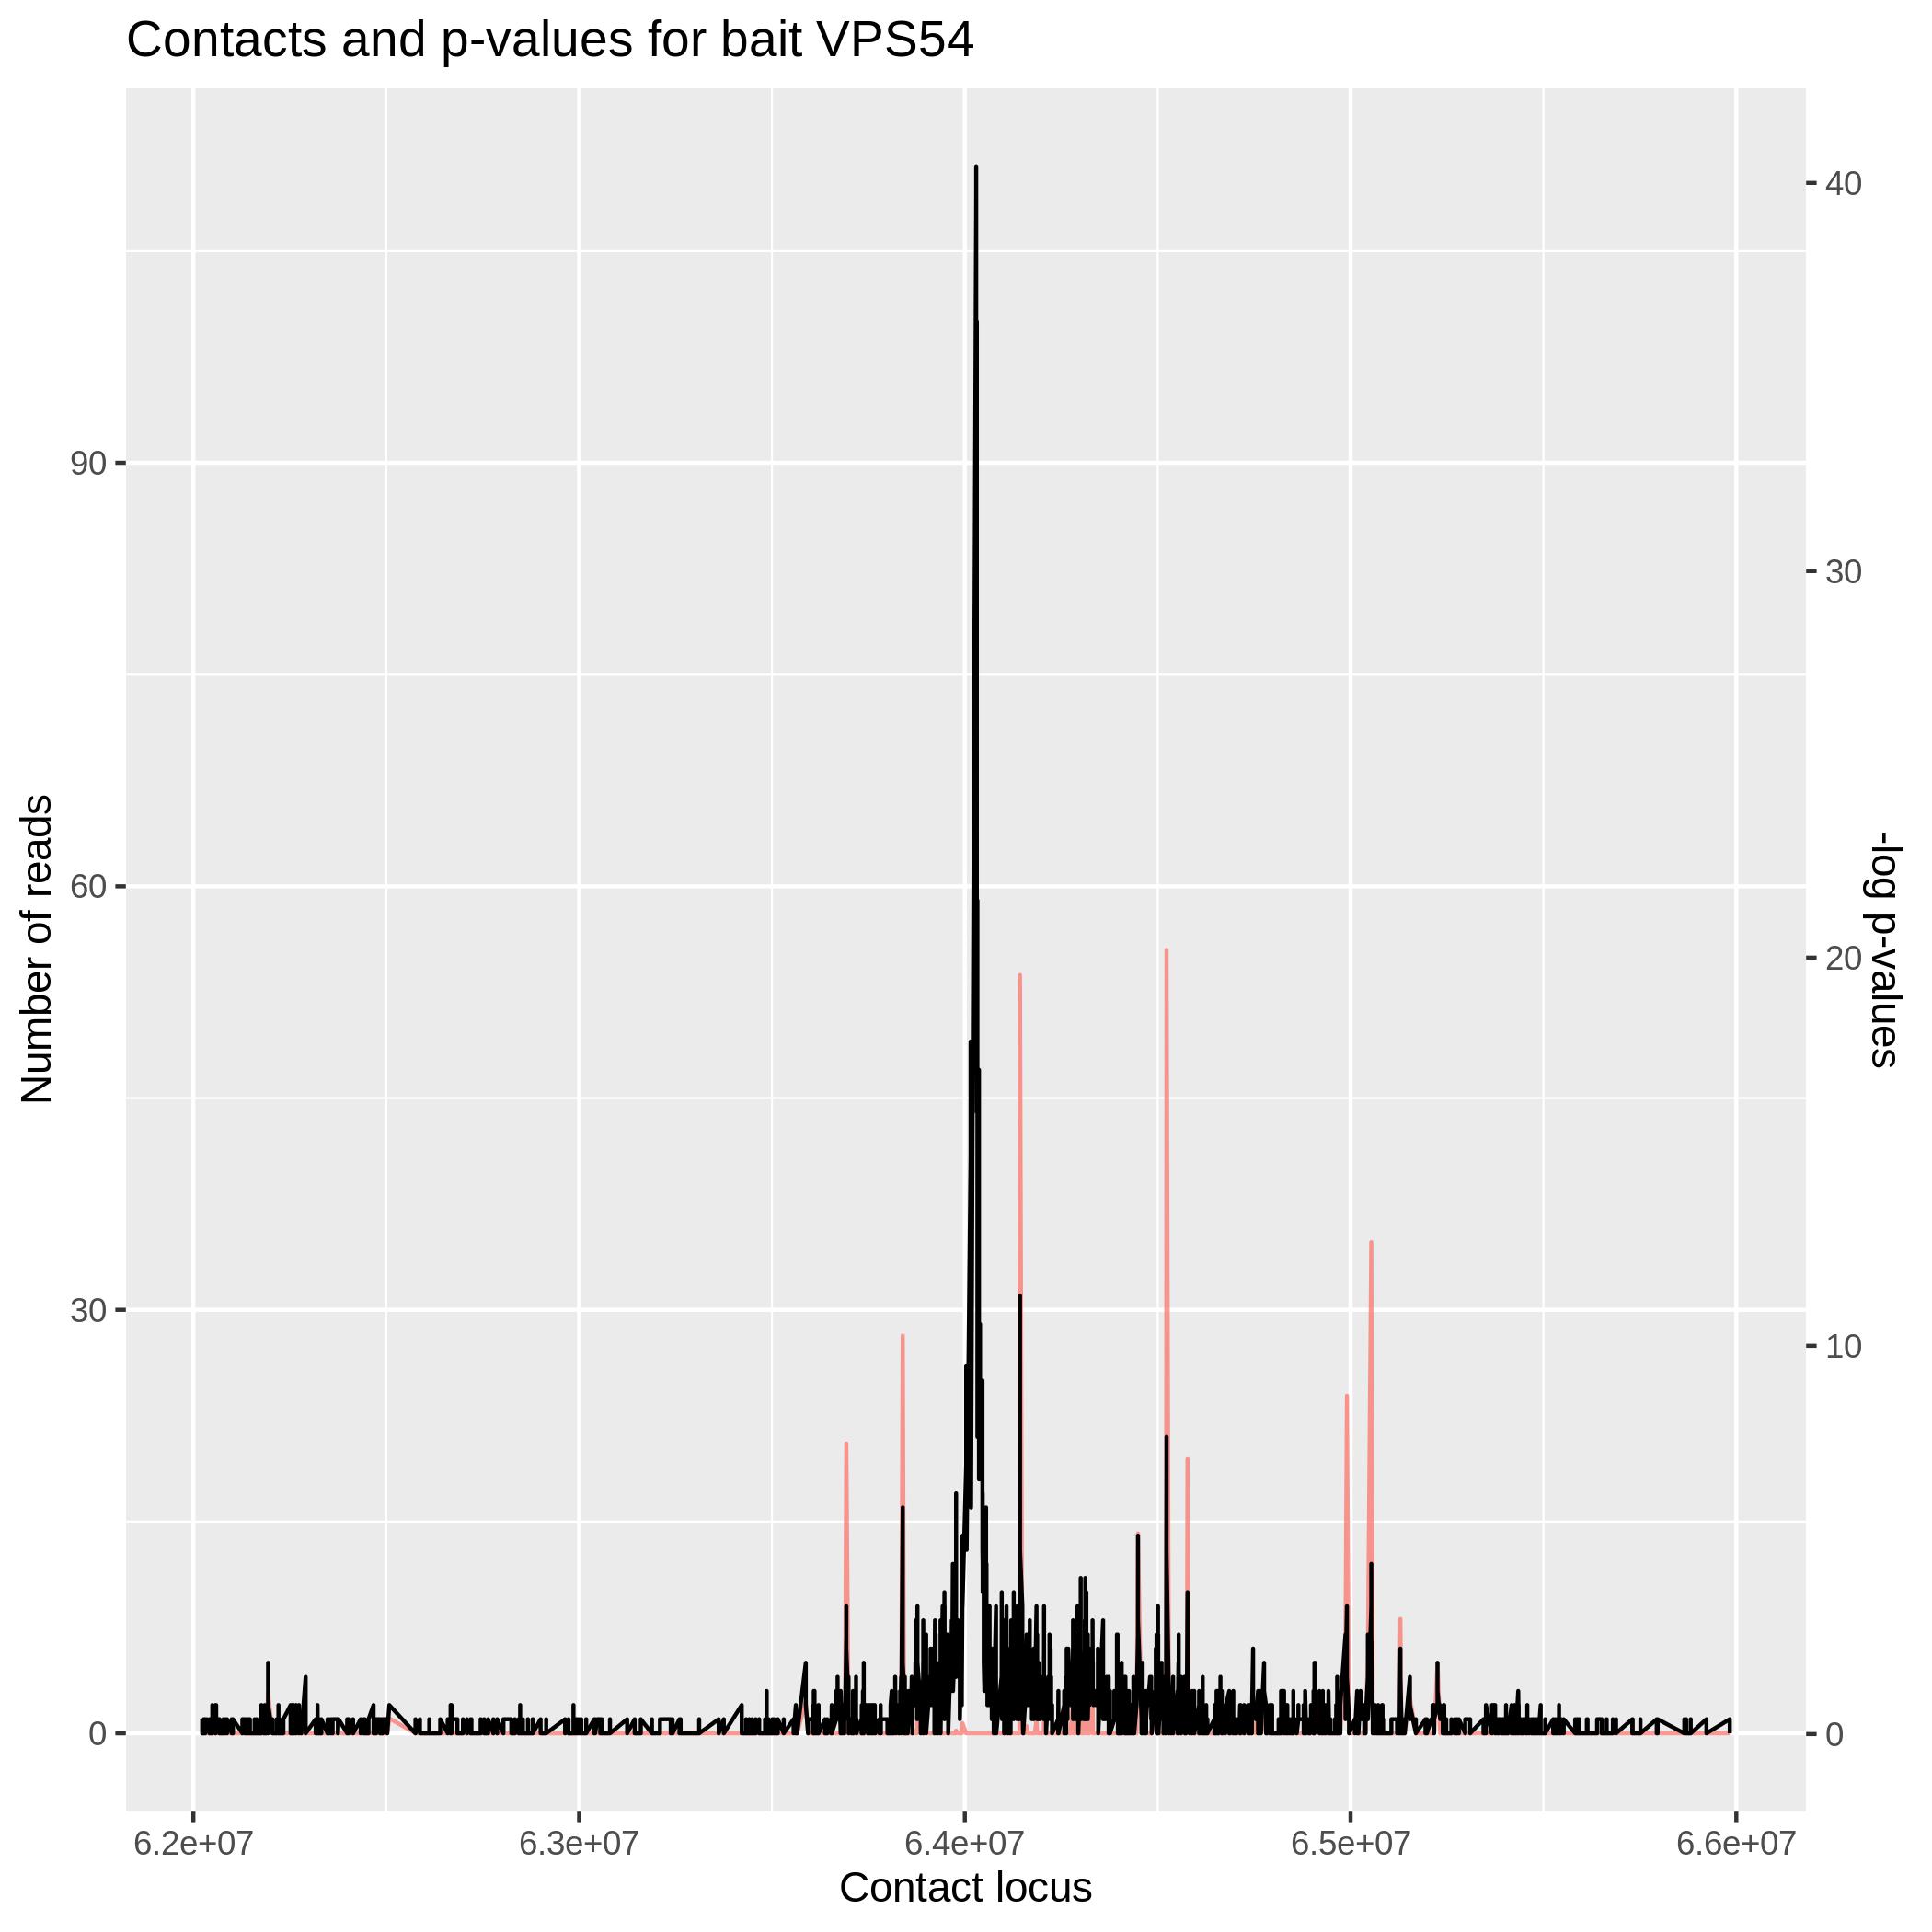 Contacts and p-values for bait VPS54
Number of reads
90
60
30
0
40
30
20
10
0
-log p-values
6.2e+07
6.3e+07
6.4e+07
6.5e+07
6.6e+07
Contact locus